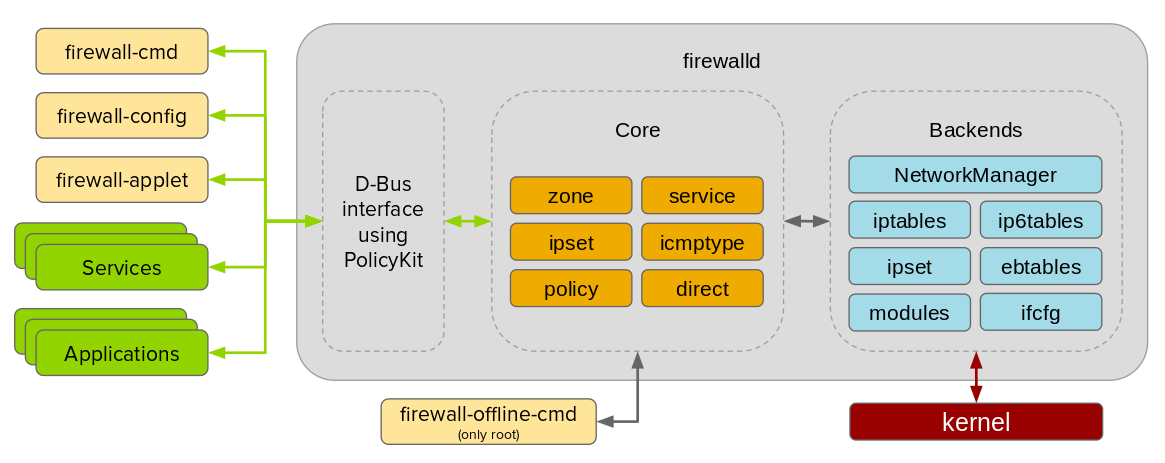 firewall-cmd
firewall-config
firewall-applet
Services
Applications
firewalld
D-Bus
interface
using
PolicyKit
Core
zone
service
ipset
icmptype
policy
direct
Backends
NetworkManager
iptables
ip6tables
ipset
ebtables
modules
ifcfg
firewall-offline-cmd
(only root)
kernel